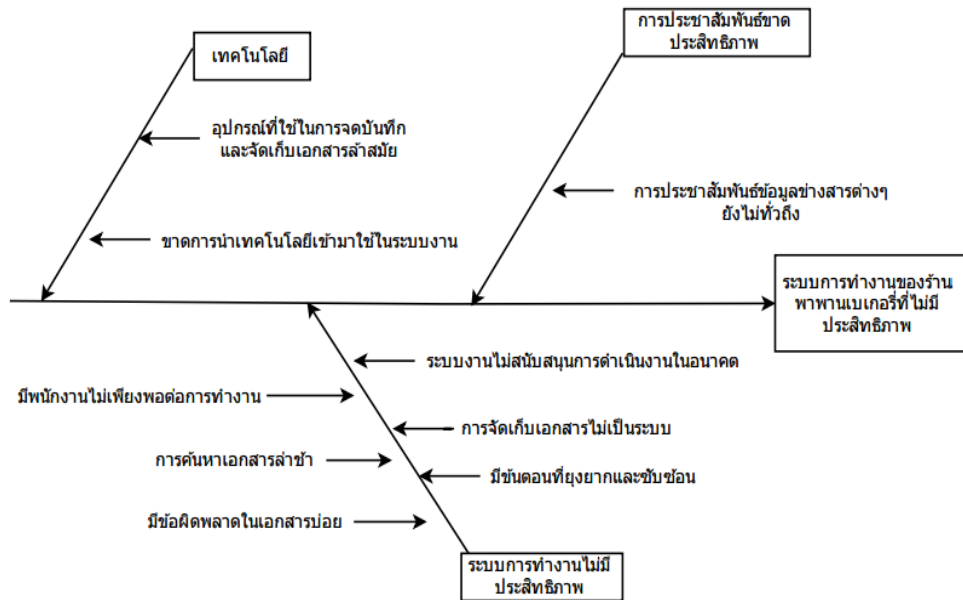 เทคโนโลยี
การประชาสัมพันธ์ขาด
ประสิทธิภาพ
อุปกรณ์ที่ใช้ในการจดบันทึก
และจัดเก็บเอกสารล้าสมัย
การประชาสัมพันธ์ข้อมูลข่างสารต่างๆ
ยังไม่ทั่วถึง
ขาดการนำเทคโนโลยีเข้ามาใช้ในระบบงาน
ระบบการทำงานของร้าน
พาพานเบเกอรี่ที่ไม่มี
ประสิทธิภาพ
ระบบงานไม่สนับสนุนการดำเนินงานในอนาคต
มีพนักงานไม่เพียงพอต่อการทำงาน
การจัดเก็บเอกสารไม่เป็นระบบ
การค้นหาเอกสารล่าช้า
มีขั้นตอนที่ยุงยากและซับซ้อน
มีข้อผิดพลาดในเอกสารบ่อย
ระบบการทำงานไม่มี
ประสิทธิภาพ